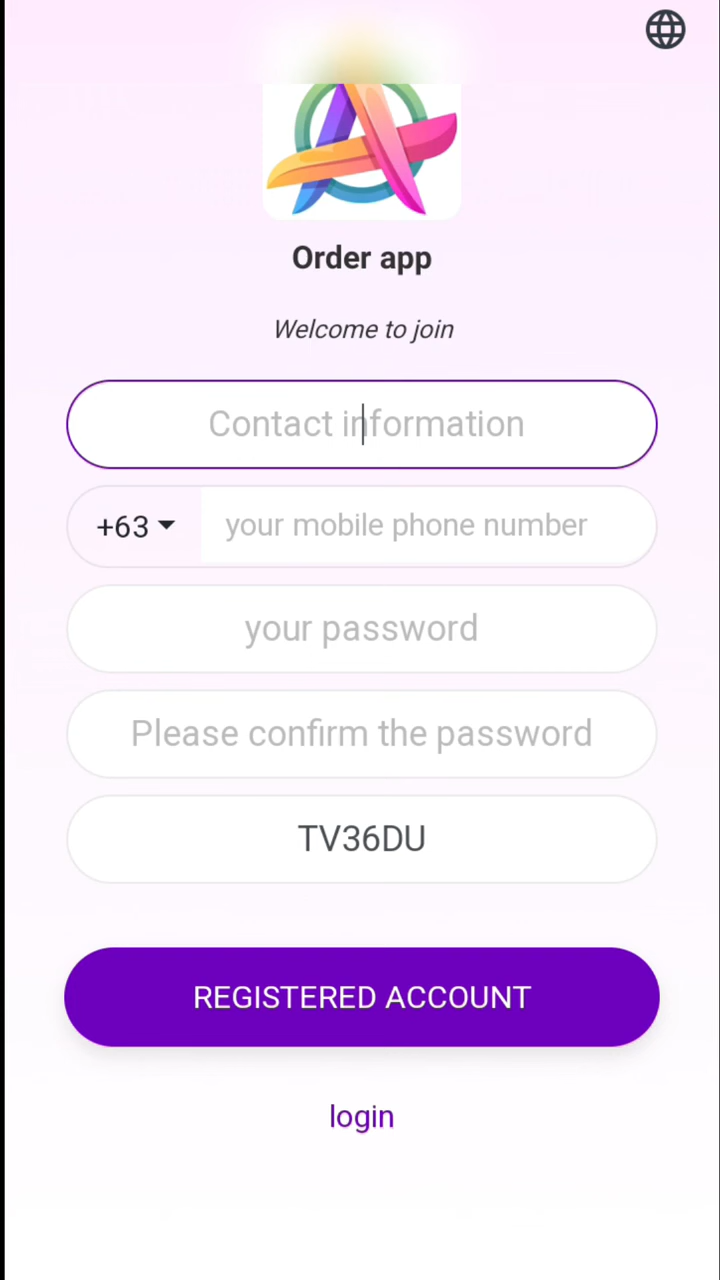 Order app
Welcome to join
Contact information
+63 your mobile phone number
your password
Please confirm the password
TV36DU
REGISTERED ACCOUNT
login